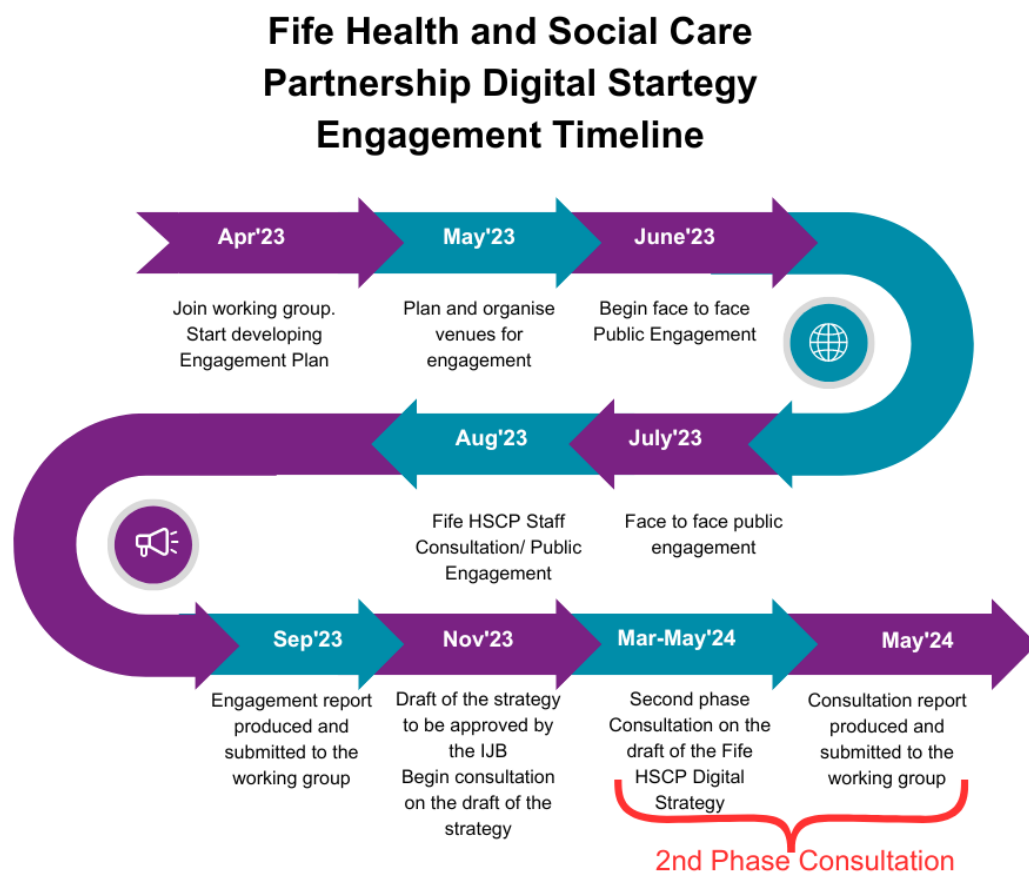 Fife Health and Social Care
Partnership Digital Startegy
Engagement Timeline
Apr'23
May'23
June'23
Join working group.
Start developing
Engagement Plan
Plan and organise
venues for
engagement
Begin face to face
Public Engagement
Aug'23
July'23
Fife HSCP Staff
Consultation/ Public
Engagement
Face to face public
engagement
Sep'23
Nov'23
Mar-May'24
May'24
Engagement report
produced and
submitted to the
working group
Draft of the strategy
to be approved by
the IJB
Begin consultation
on the draft of the
strategy
Second phase
Consultation on the
draft of the Fife
HSCP Digital
Strategy
Consultation report
produced and
submitted to the
working group
2nd Phase Consultation